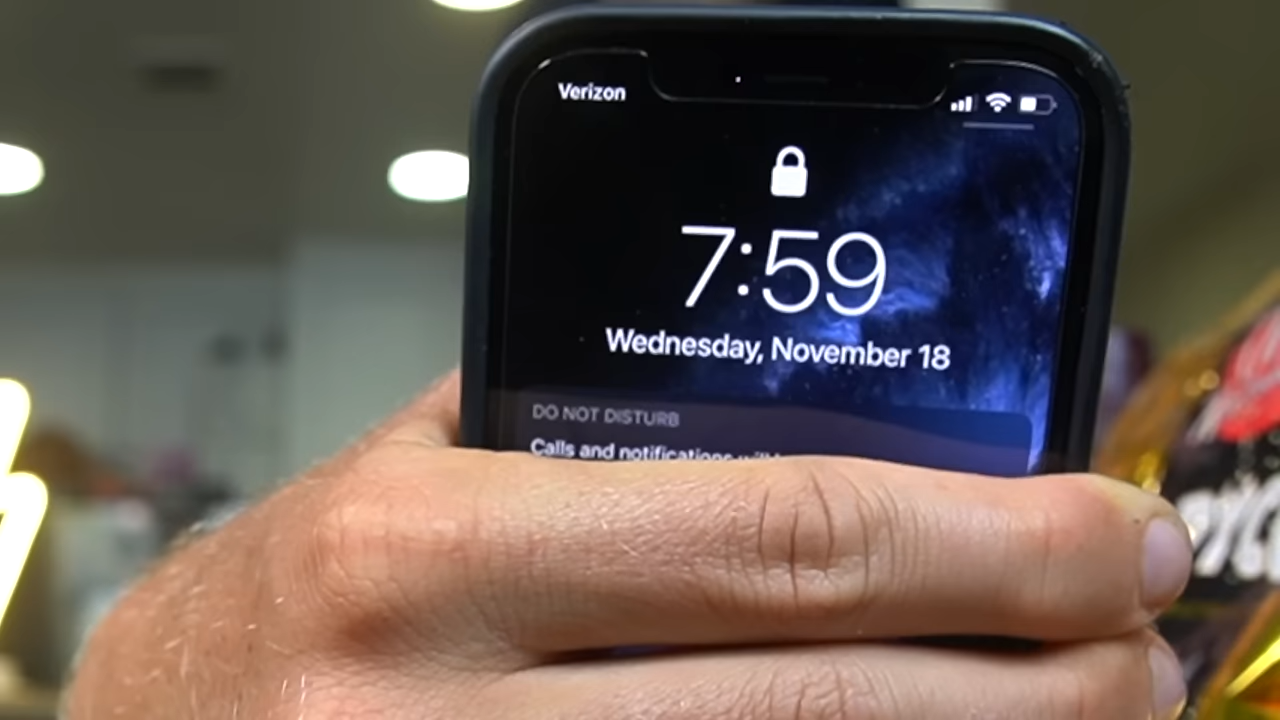 Verizon
7:59
Wednesday, November 18
DO NOT DISTURB
Calls and notifications